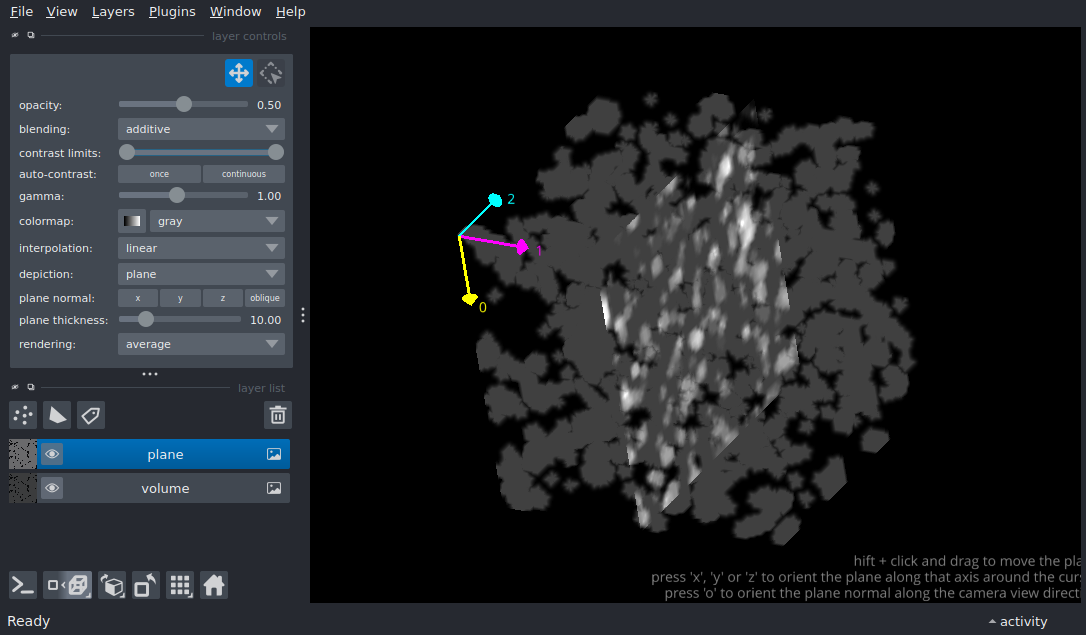 File View Layers Plugins Window Help
layer controls
opacity: 0.50
blending: additive
contrast limits:
auto-contrast: once continuous
gamma: 1.00
colormap: gray
interpolation: linear
depiction: plane
plane normal: x y z oblique
plane thickness: 10.00
rendering: average
layer list
plane
volume
2
1
0
hift + click and drag to move the pla
press 'x', 'y' or 'z' to orient the plane along that axis around the cur
press 'o' to orient the plane normal along the camera view direct
Ready
activity